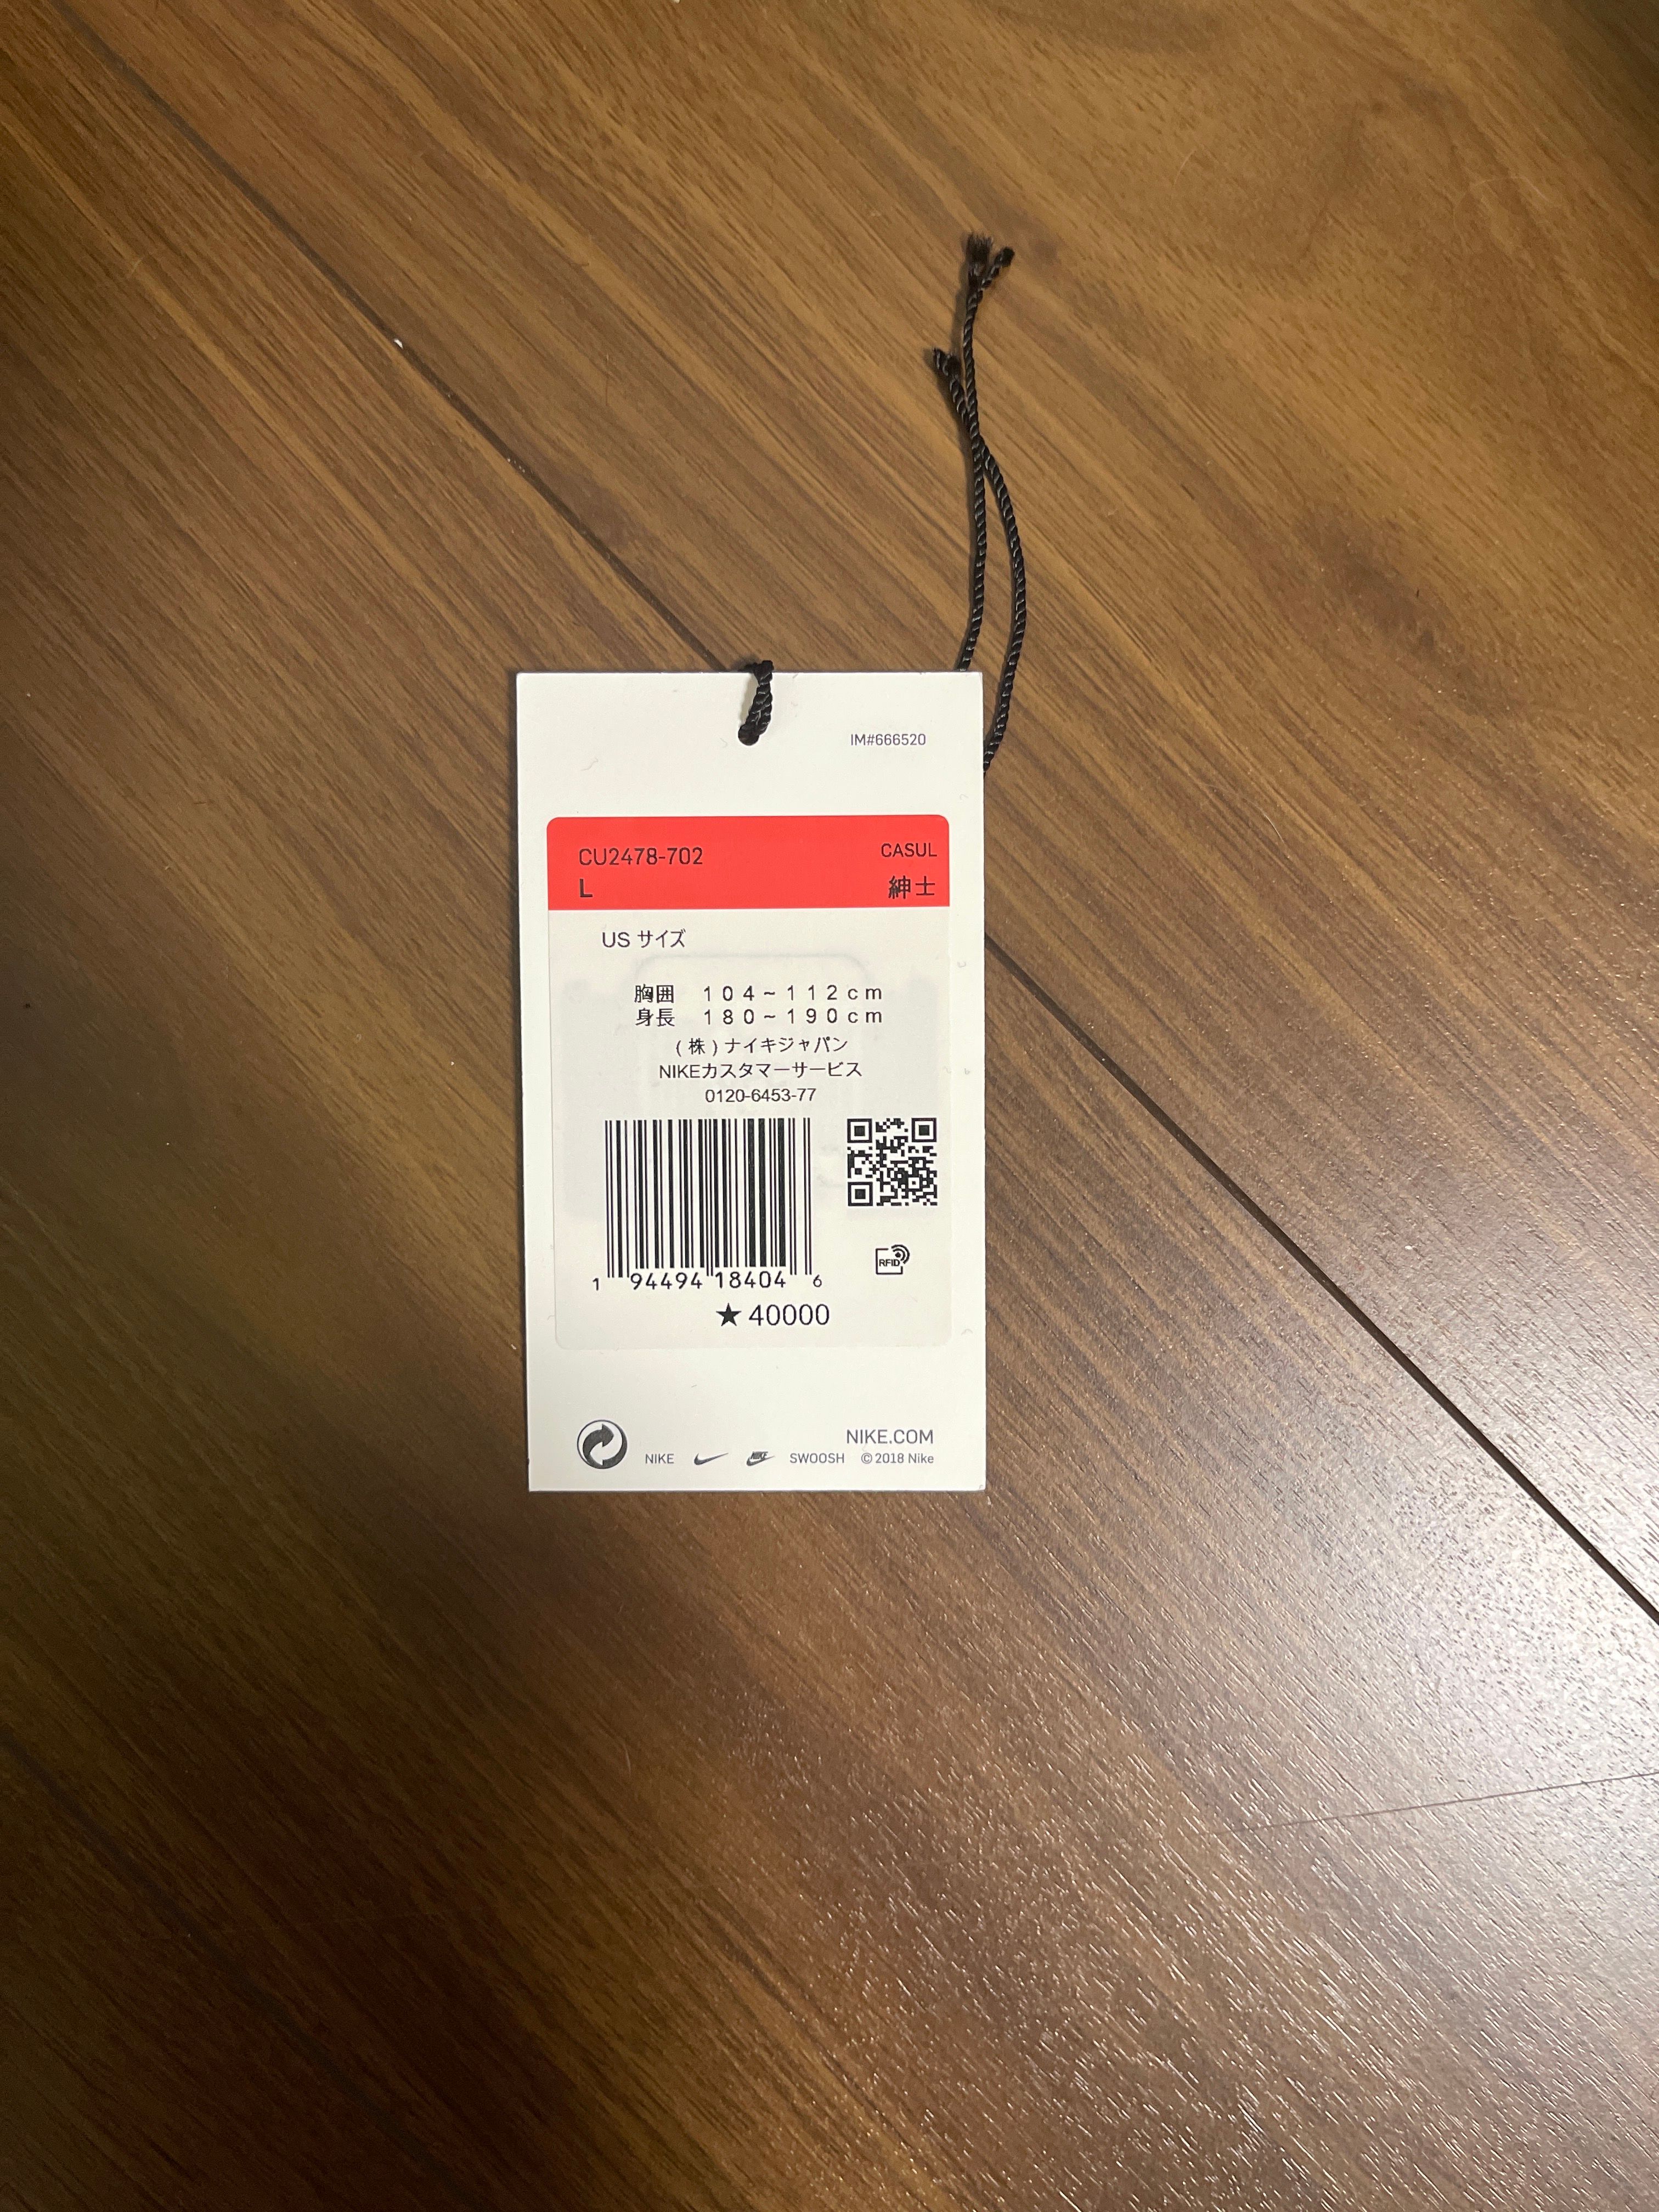 IM#666520
CU2478-702 CASUL
L 紳士
US サイズ
胸囲 104~112cm
身長 180~190cm
(株)ナイキジャパン
NIKEカスタマーサービス
0120-6453-77
RFID
1 94494 18404 6
★40000
NIKE.COM
NIKE NIKE SWOOSH ©2018 Nike